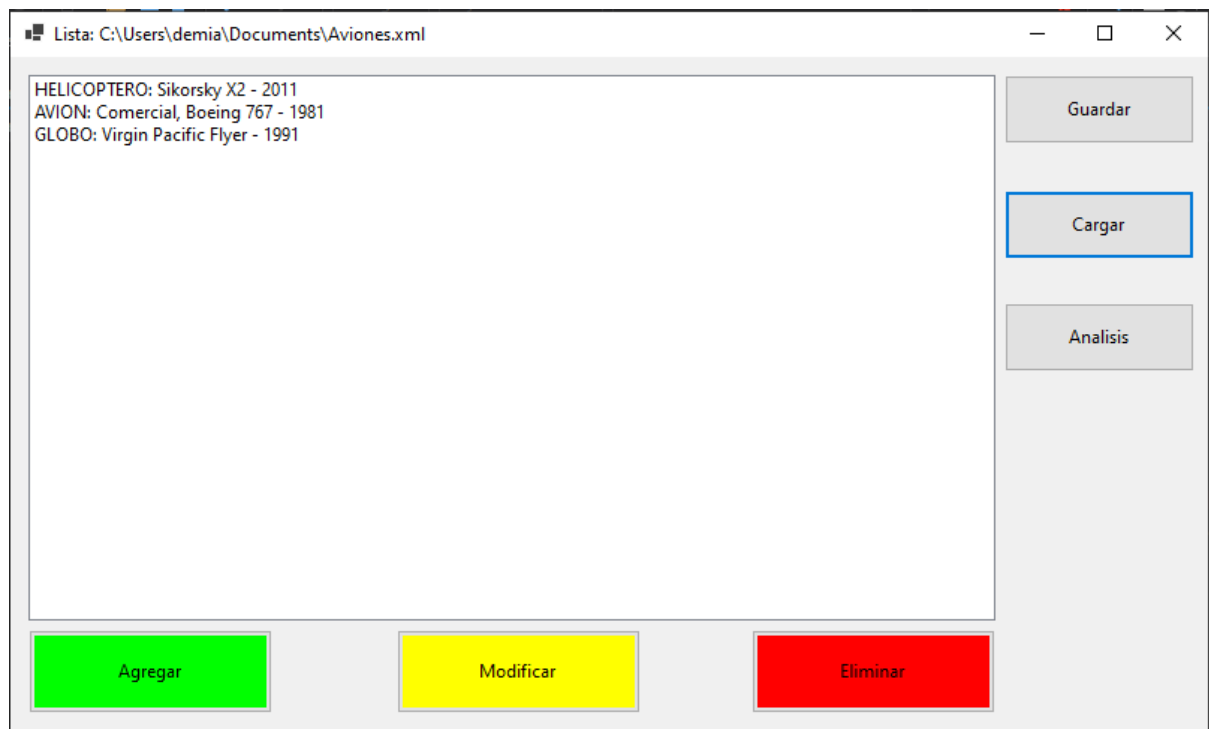 Lista: C:\Users\demia\Documents\Aviones.xml
HELICOPTERO: Sikorsky X2 - 2011
AVION: Comercial, Boeing 767 - 1981
GLOBO: Virgin Pacific Flyer - 1991
Guardar
Cargar
Analisis
Agregar
Modificar
Eliminar